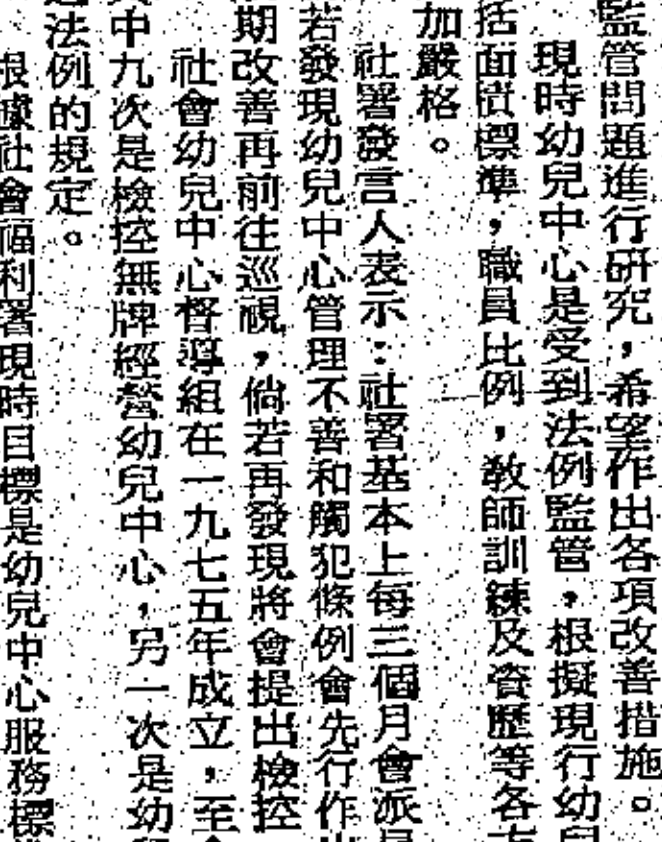 監管問題進行研究，希望作出各項改善措施。
現時幼兒中心是受到法例監管，根擬現行幼
括面積標準，職員比例，教師訓練及資歷等各方
加嚴格。
社署發言人表示：社署基本上每三個月會派
若發現幼兒中心管理不善和觸犯條例會先行作出
期改善再前往巡視，倘若再發現將會提出檢控
社會幼兒中心督導組在一九七五年成立，至
中九次是檢控無牌經營幼兒中心，另一次是幼
法例的規定。
根據社會福利署現時目標是幼兒中心服務標